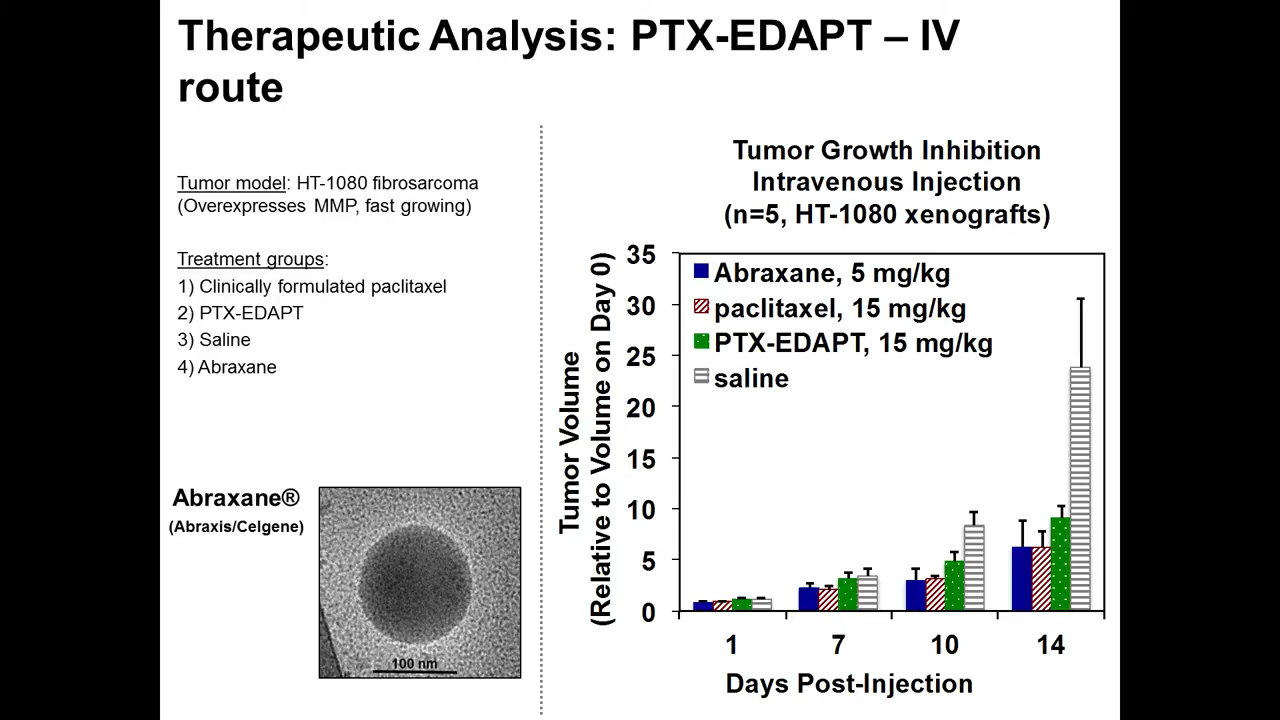 Therapeutic Analysis: PTX-EDAPT – IV
route
Tumor model: HT-1080 fibrosarcoma
(Overexpresses MMP, fast growing)
Treatment groups:
1) Clinically formulated paclitaxel
2) PTX-EDAPT
3) Saline
4) Abraxane
Abraxane®
(Abraxis/Celgene)
100 nm
Tumor Growth Inhibition
Intravenous Injection
(n=5, HT-1080 xenografts)
Tumor Volume
(Relative to Volume on Day 0)
35
30
25
20
15
10
5
0
Abraxane, 5 mg/kg
paclitaxel, 15 mg/kg
PTX-EDAPT, 15 mg/kg
saline
1 7 10 14
Days Post-Injection